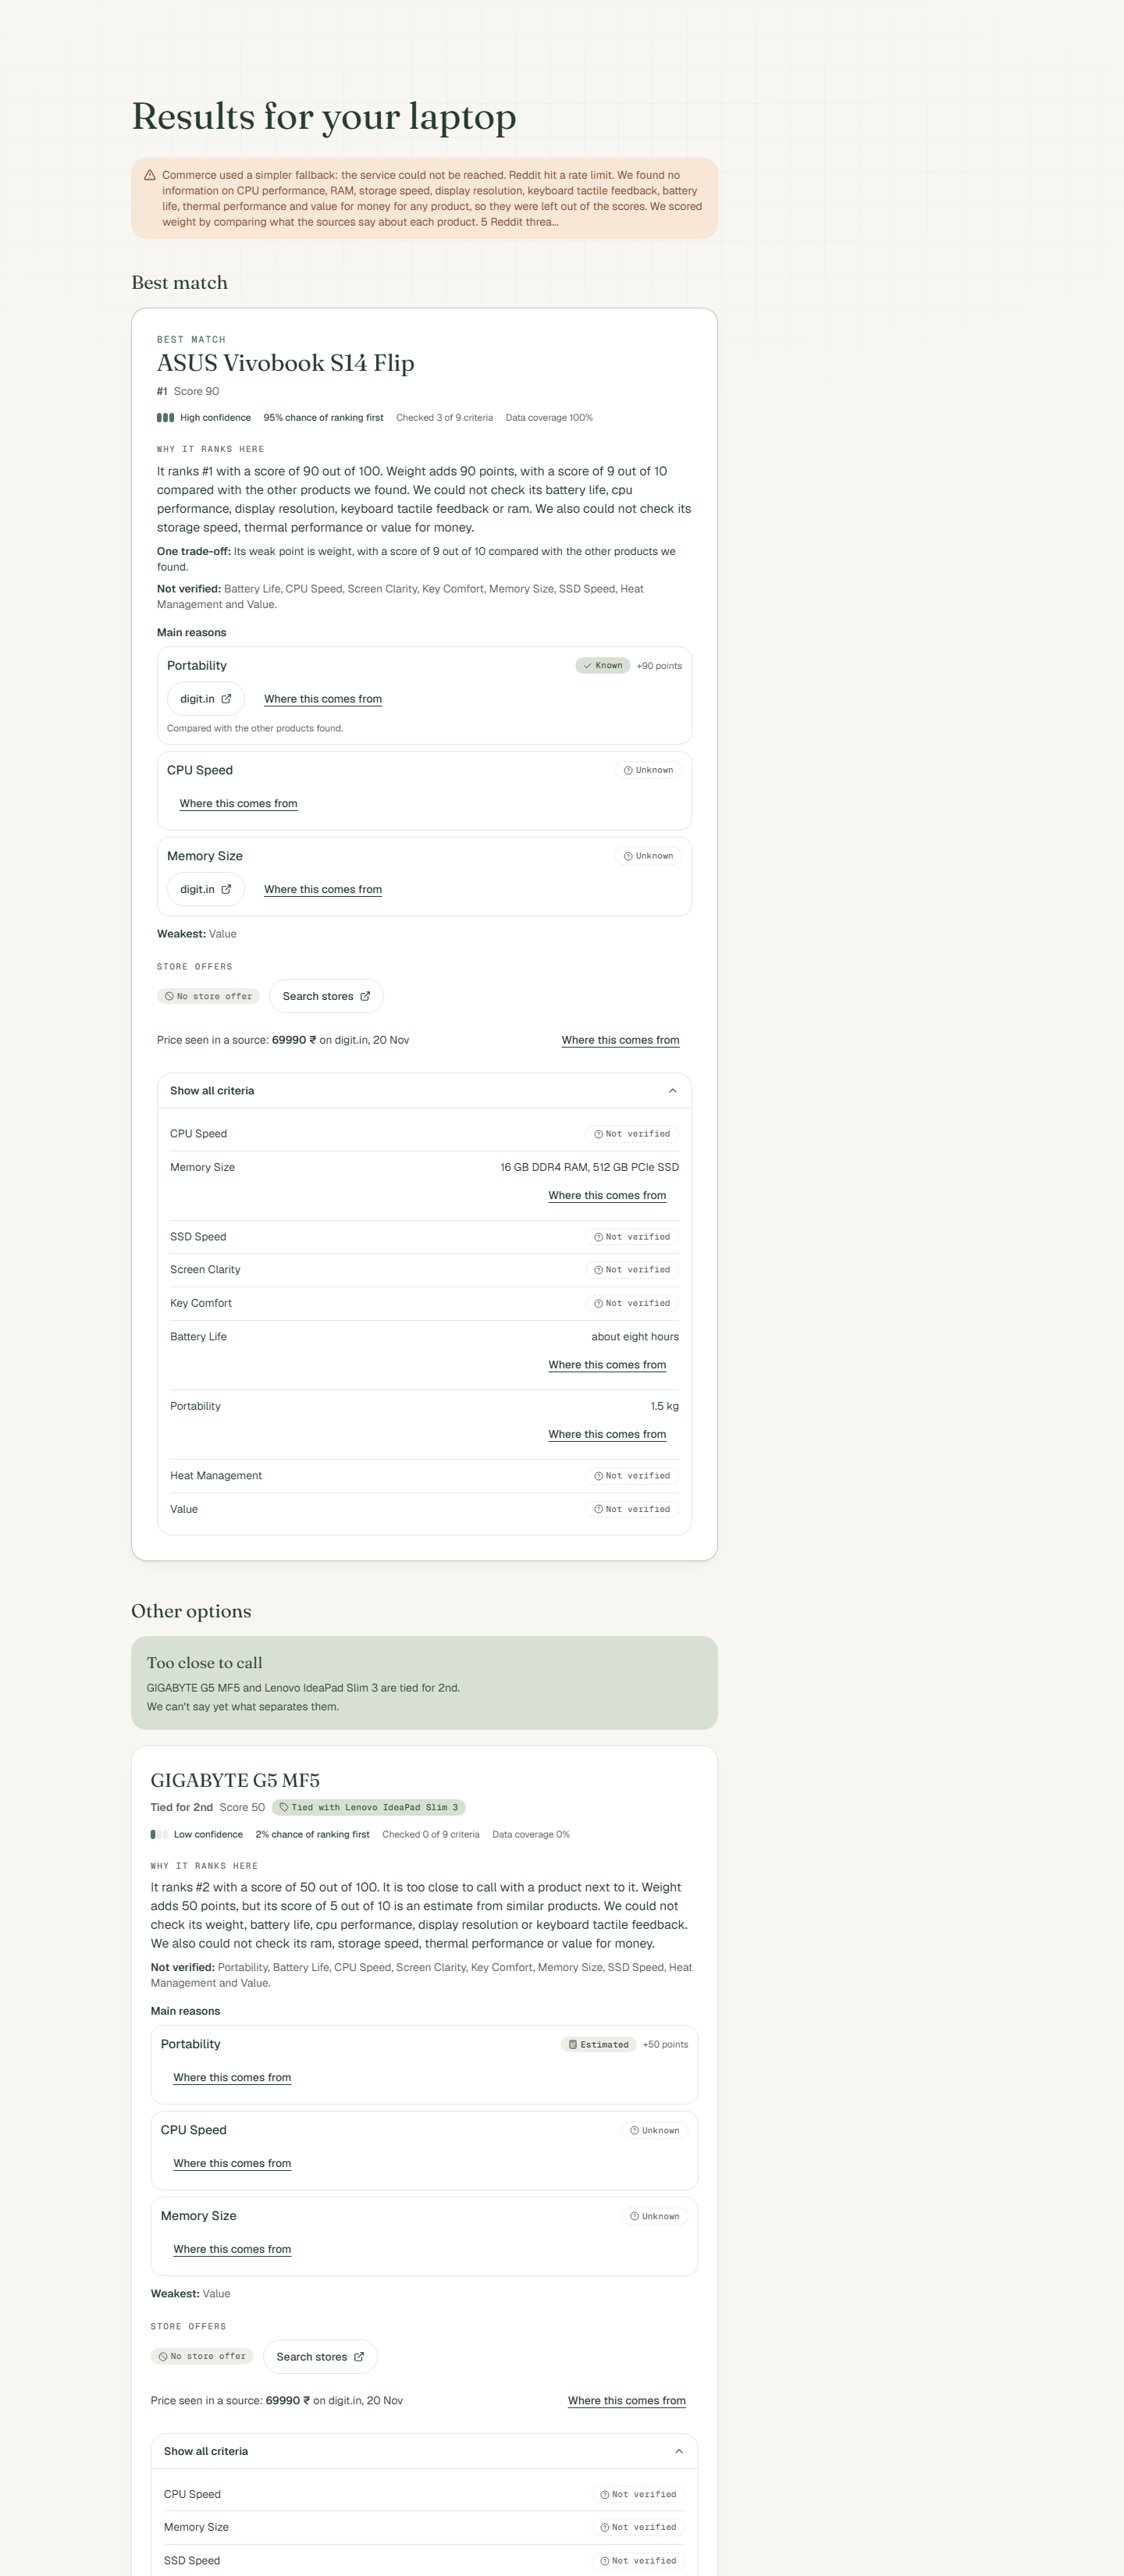 Results for your laptop
Commerce used a simpler fallback: the service could not be reached. Reddit hit a rate limit. We found no
information on CPU performance, RAM, storage speed, display resolution, keyboard tactile feedback, battery
life, thermal performance and value for money for any product, so they were left out of the scores. We scored
weight by comparing what the sources say about each product. 5 Reddit threa...
Best match
BEST MATCH
ASUS Vivobook S14 Flip
#1 Score 90
High confidence 95% chance of ranking first Checked 3 of 9 criteria Data coverage 100%
WHY IT RANKS HERE
It ranks #1 with a score of 90 out of 100. Weight adds 90 points, with a score of 9 out of 10
compared with the other products we found. We could not check its battery life, cpu
performance, display resolution, keyboard tactile feedback or ram. We also could not check its
storage speed, thermal performance or value for money.
One trade-off: Its weak point is weight, with a score of 9 out of 10 compared with the other products we
found.
Not verified: Battery Life, CPU Speed, Screen Clarity, Key Comfort, Memory Size, SSD Speed, Heat
Management and Value.
Main reasons
Portability Known +90 points
digit.in Where this comes from
Compared with the other products found.
CPU Speed Unknown
Where this comes from
Memory Size Unknown
digit.in Where this comes from
Weakest: Value
STORE OFFERS
No store offer Search stores
Price seen in a source: 69990 ₹ on digit.in, 20 Nov Where this comes from
Show all criteria
CPU Speed Not verified
Memory Size 16 GB DDR4 RAM, 512 GB PCIe SSD
Where this comes from
SSD Speed Not verified
Screen Clarity Not verified
Key Comfort Not verified
Battery Life about eight hours
Where this comes from
Portability 1.5 kg
Where this comes from
Heat Management Not verified
Value Not verified
Other options
Too close to call
GIGABYTE G5 MF5 and Lenovo IdeaPad Slim 3 are tied for 2nd.
We can't say yet what separates them.
GIGABYTE G5 MF5
Tied for 2nd Score 50 Tied with Lenovo IdeaPad Slim 3
Low confidence 2% chance of ranking first Checked 0 of 9 criteria Data coverage 0%
WHY IT RANKS HERE
It ranks #2 with a score of 50 out of 100. It is too close to call with a product next to it. Weight
adds 50 points, but its score of 5 out of 10 is an estimate from similar products. We could not
check its weight, battery life, cpu performance, display resolution or keyboard tactile feedback.
We also could not check its ram, storage speed, thermal performance or value for money.
Not verified: Portability, Battery Life, CPU Speed, Screen Clarity, Key Comfort, Memory Size, SSD Speed, Heat
Management and Value.
Main reasons
Portability Estimated +50 points
Where this comes from
CPU Speed Unknown
Where this comes from
Memory Size Unknown
Where this comes from
Weakest: Value
STORE OFFERS
No store offer Search stores
Price seen in a source: 69990 ₹ on digit.in, 20 Nov Where this comes from
Show all criteria
CPU Speed Not verified
Memory Size Not verified
SSD Speed Not verified